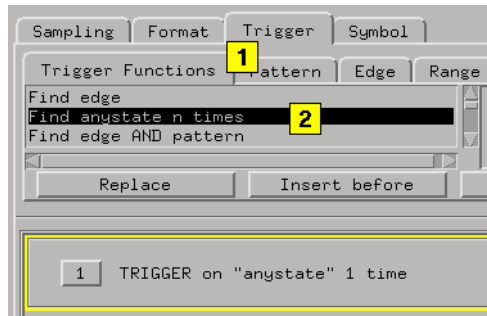 Sampling Format Trigger Symbol
1
Trigger Functions Pattern Edge Range
Find edge
Find anystate n times
2
Find edge AND pattern
Replace Insert before
1 TRIGGER on "anystate" 1 time